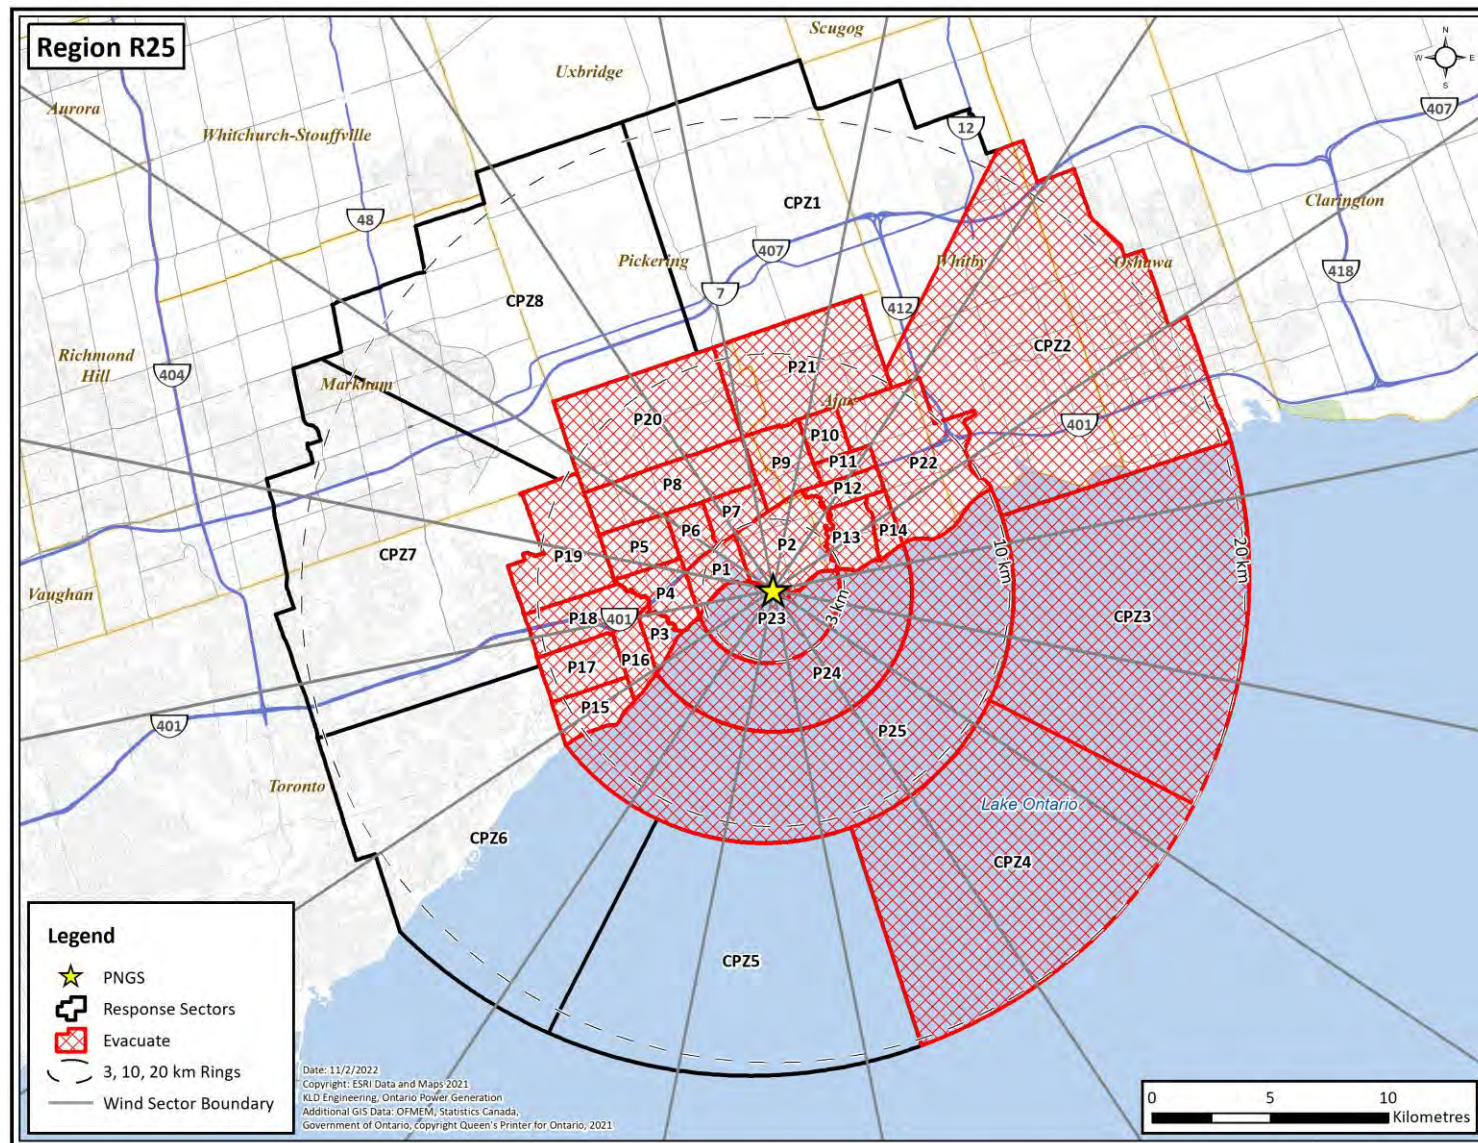 Region R25
Scugog
Uxbridge
N
W E
S
Aurora
407
Whitchurch-Stouffville
12
CPZ1
Clarington
48
407
Pickering
Whitby
Oshawa
418
7
CPZ8
412
Richmond
Hill
404
CPZ2
P21
Markham
Ajax
P20
401
P10
P9
P11
P22
P8
P12
P7
P6
P14
P13
P5
P2
CPZ7
P19
10 km
20 km
P1
Vaughan
P4
3 km
P18
401
P23
CPZ3
P3
P16
P17
P24
P15
401
P25
Toronto
Lake Ontario
CPZ6
CPZ4
CPZ5
Legend
PNGS
Response Sectors
Evacuate
3, 10, 20 km Rings
Wind Sector Boundary
Date: 11/2/2022
Copyright: ESRI Data and Maps 2021
KLD Engineering, Ontario Power Generation
Additional GIS Data: OFMEM, Statistics Canada,
Government of Ontario, copyright Queen's Printer for Ontario, 2021
0 5 10
Kilometres